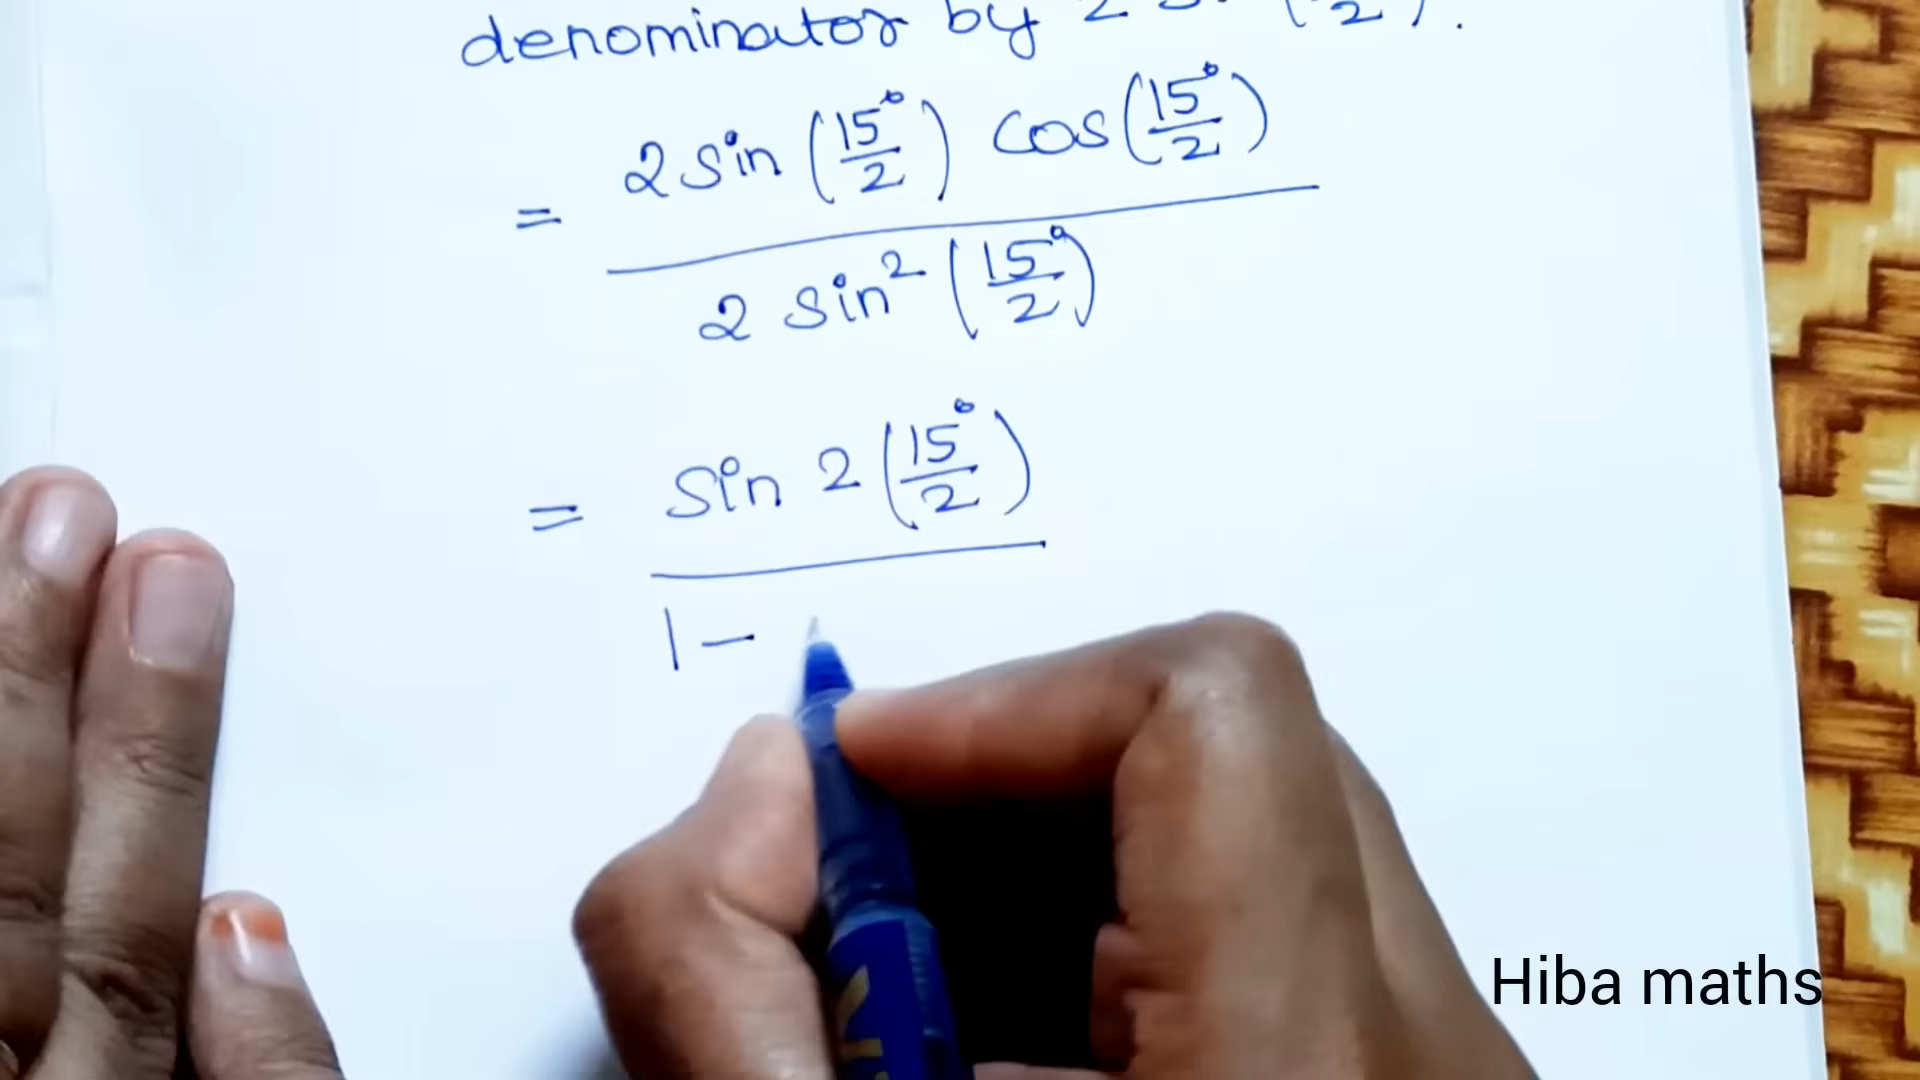 denominator by 2
= 2 sin (15°/2) cos (15°/2)
2 sin² (15°/2)
= sin 2 (15°/2)
1 −
Hiba maths